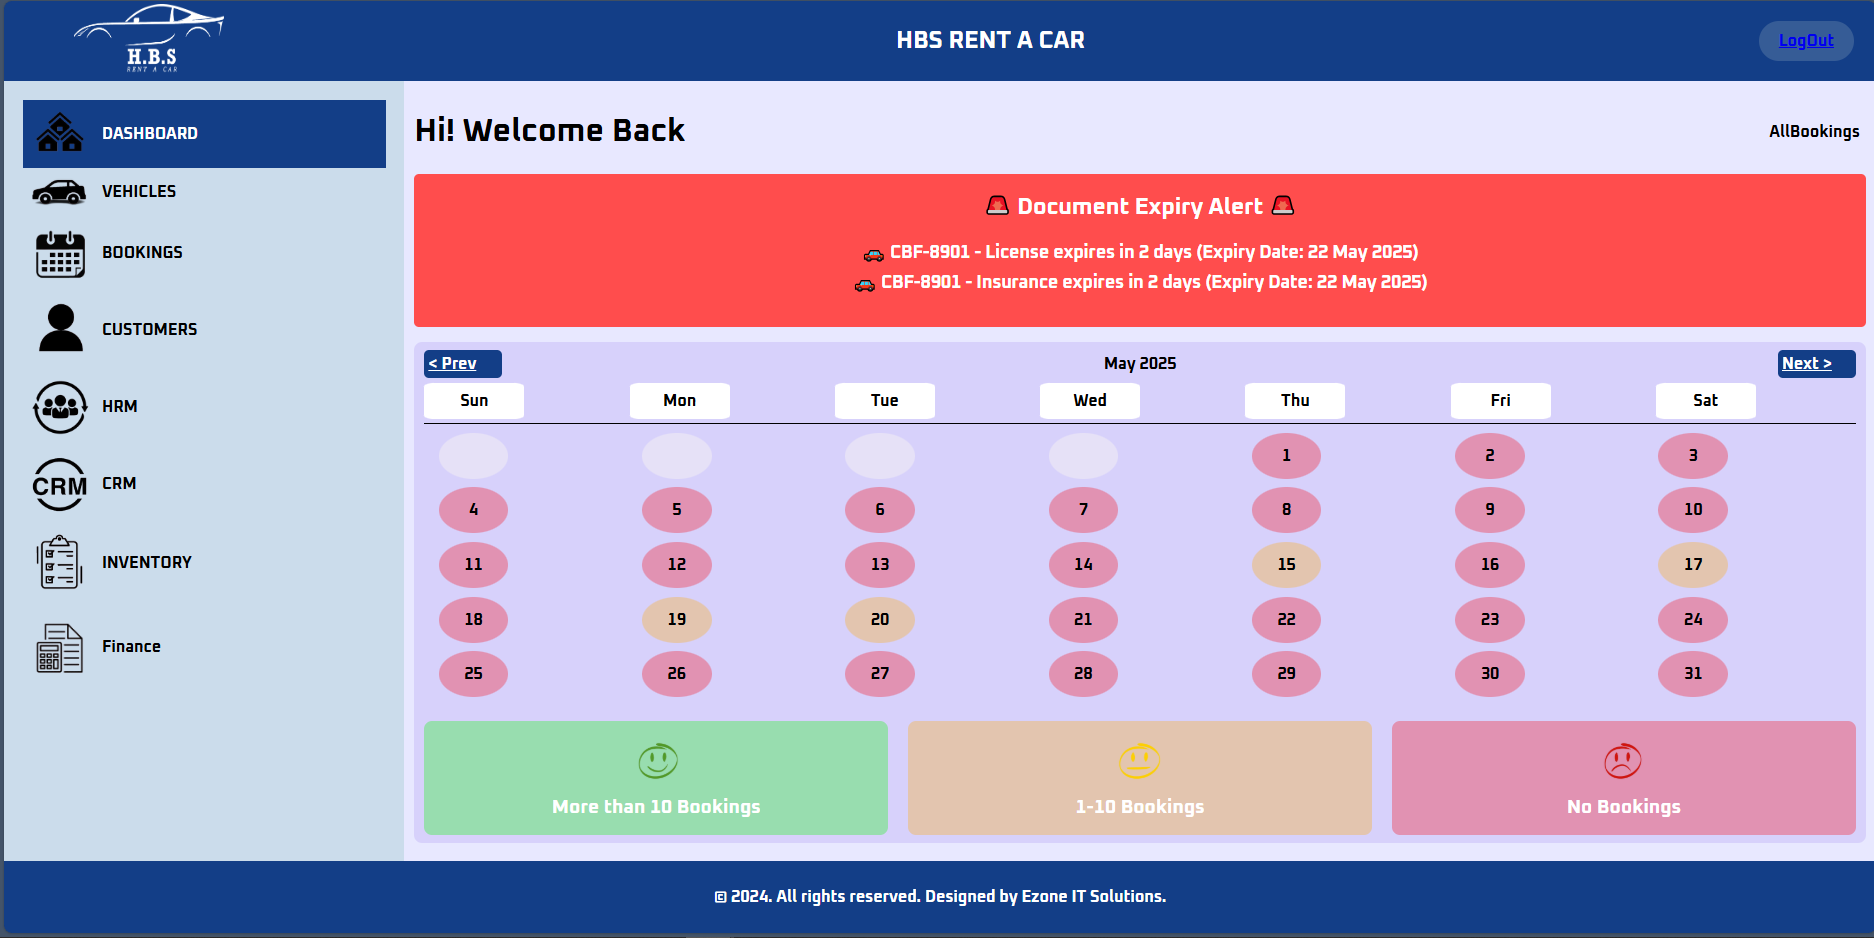 H.B.S
RENT A CAR
HBS RENT A CAR
LogOut
DASHBOARD
VEHICLES
BOOKINGS
CUSTOMERS
HRM
CRM
CRM
INVENTORY
Finance
Hi! Welcome Back
AllBookings
Document Expiry Alert
CBF-8901 - License expires in 2 days (Expiry Date: 22 May 2025)
CBF-8901 - Insurance expires in 2 days (Expiry Date: 22 May 2025)
< Prev May 2025 Next >
Sun Mon Tue Wed Thu Fri Sat
1 2 3
4 5 6 7 8 9 10
11 12 13 14 15 16 17
18 19 20 21 22 23 24
25 26 27 28 29 30 31
More than 10 Bookings
1-10 Bookings
No Bookings
© 2024. All rights reserved. Designed by Ezone IT Solutions.